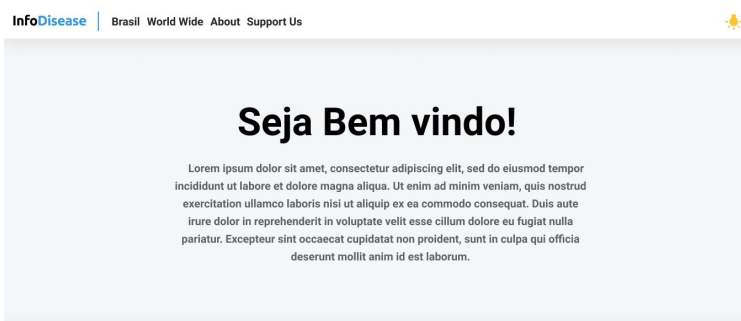 InfoDisease Brasil World Wide About Support Us
Seja Bem vindo!
Lorem ipsum dolor sit amet, consectetur adipiscing elit, sed do eiusmod tempor
incididunt ut labore et dolore magna aliqua. Ut enim ad minim veniam, quis nostrud
exercitation ullamco laboris nisi ut aliquip ex ea commodo consequat. Duis aute
irure dolor in reprehenderit in voluptate velit esse cillum dolore eu fugiat nulla
pariatur. Excepteur sint occaecat cupidatat non proident, sunt in culpa qui officia
deserunt mollit anim id est laborum.